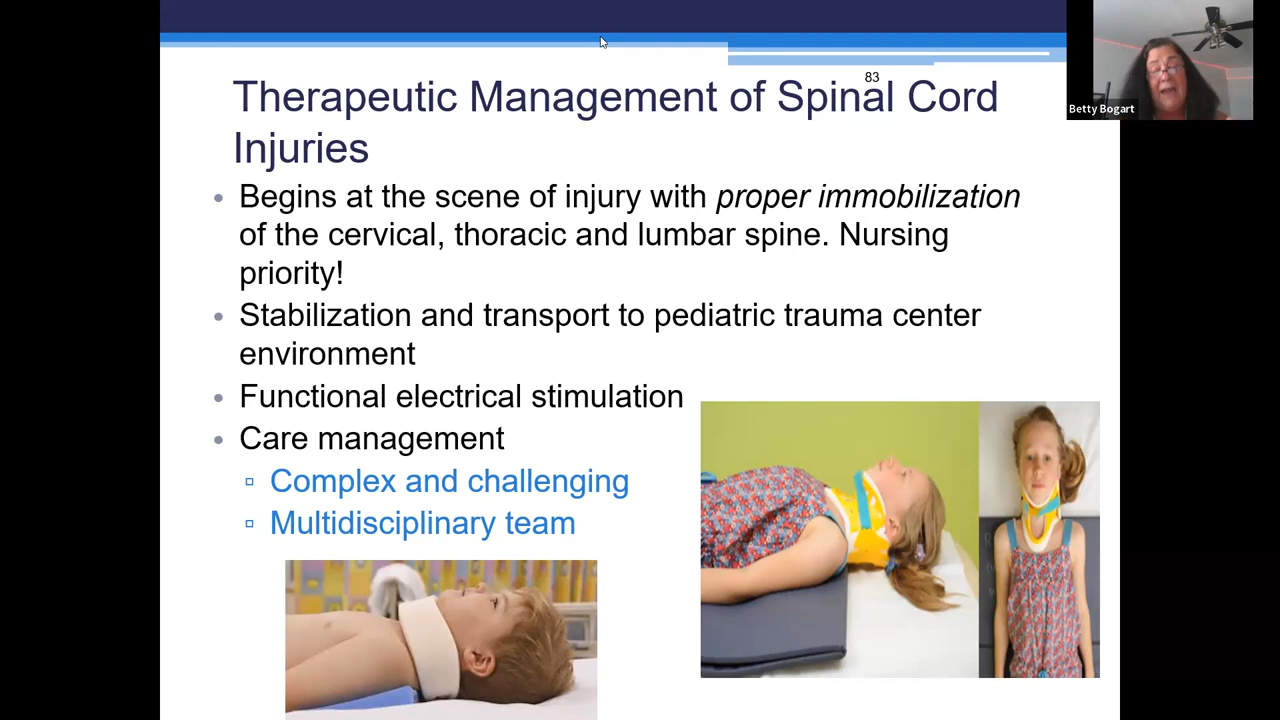 83
Therapeutic Management of Spinal Cord
Injuries
• Begins at the scene of injury with proper immobilization
of the cervical, thoracic and lumbar spine. Nursing
priority!
• Stabilization and transport to pediatric trauma center
environment
• Functional electrical stimulation
• Care management
▫ Complex and challenging
▫ Multidisciplinary team
Betty Bogart